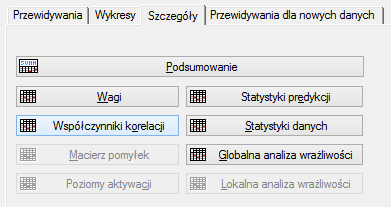 Przewidywania Wykresy Szczegóły Przewidywania dla nowych danych
Podsumowanie
Wagi Statystyki predykcji
Współczynniki korelacji Statystyki danych
Macierz pomyłek Globalna analiza wrażliwości
Poziomy aktywacji Lokalna analiza wrażliwości